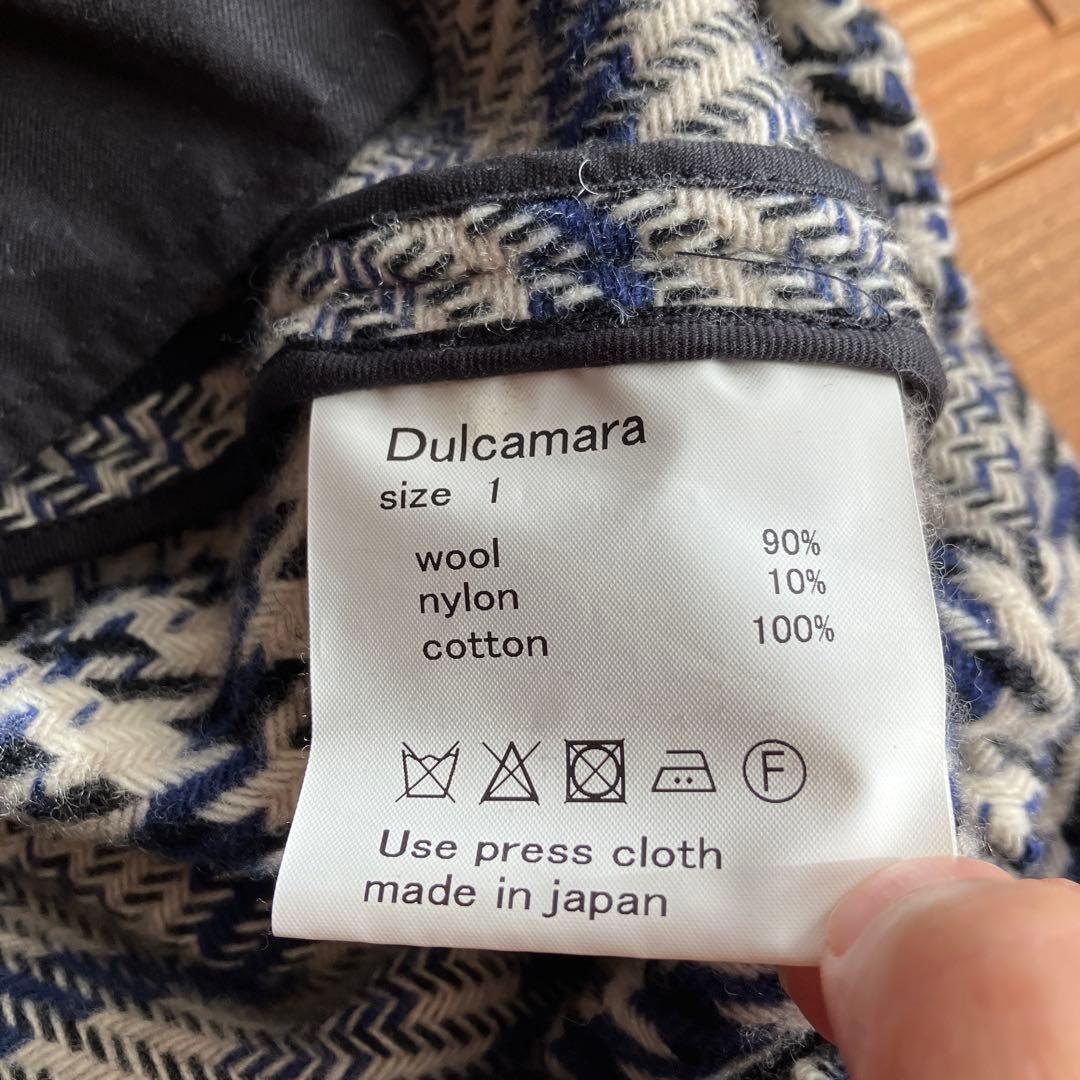 Dulcamara
size 1
wool 90%
nylon 10%
cotton 100%
F
Use press cloth
made in japan